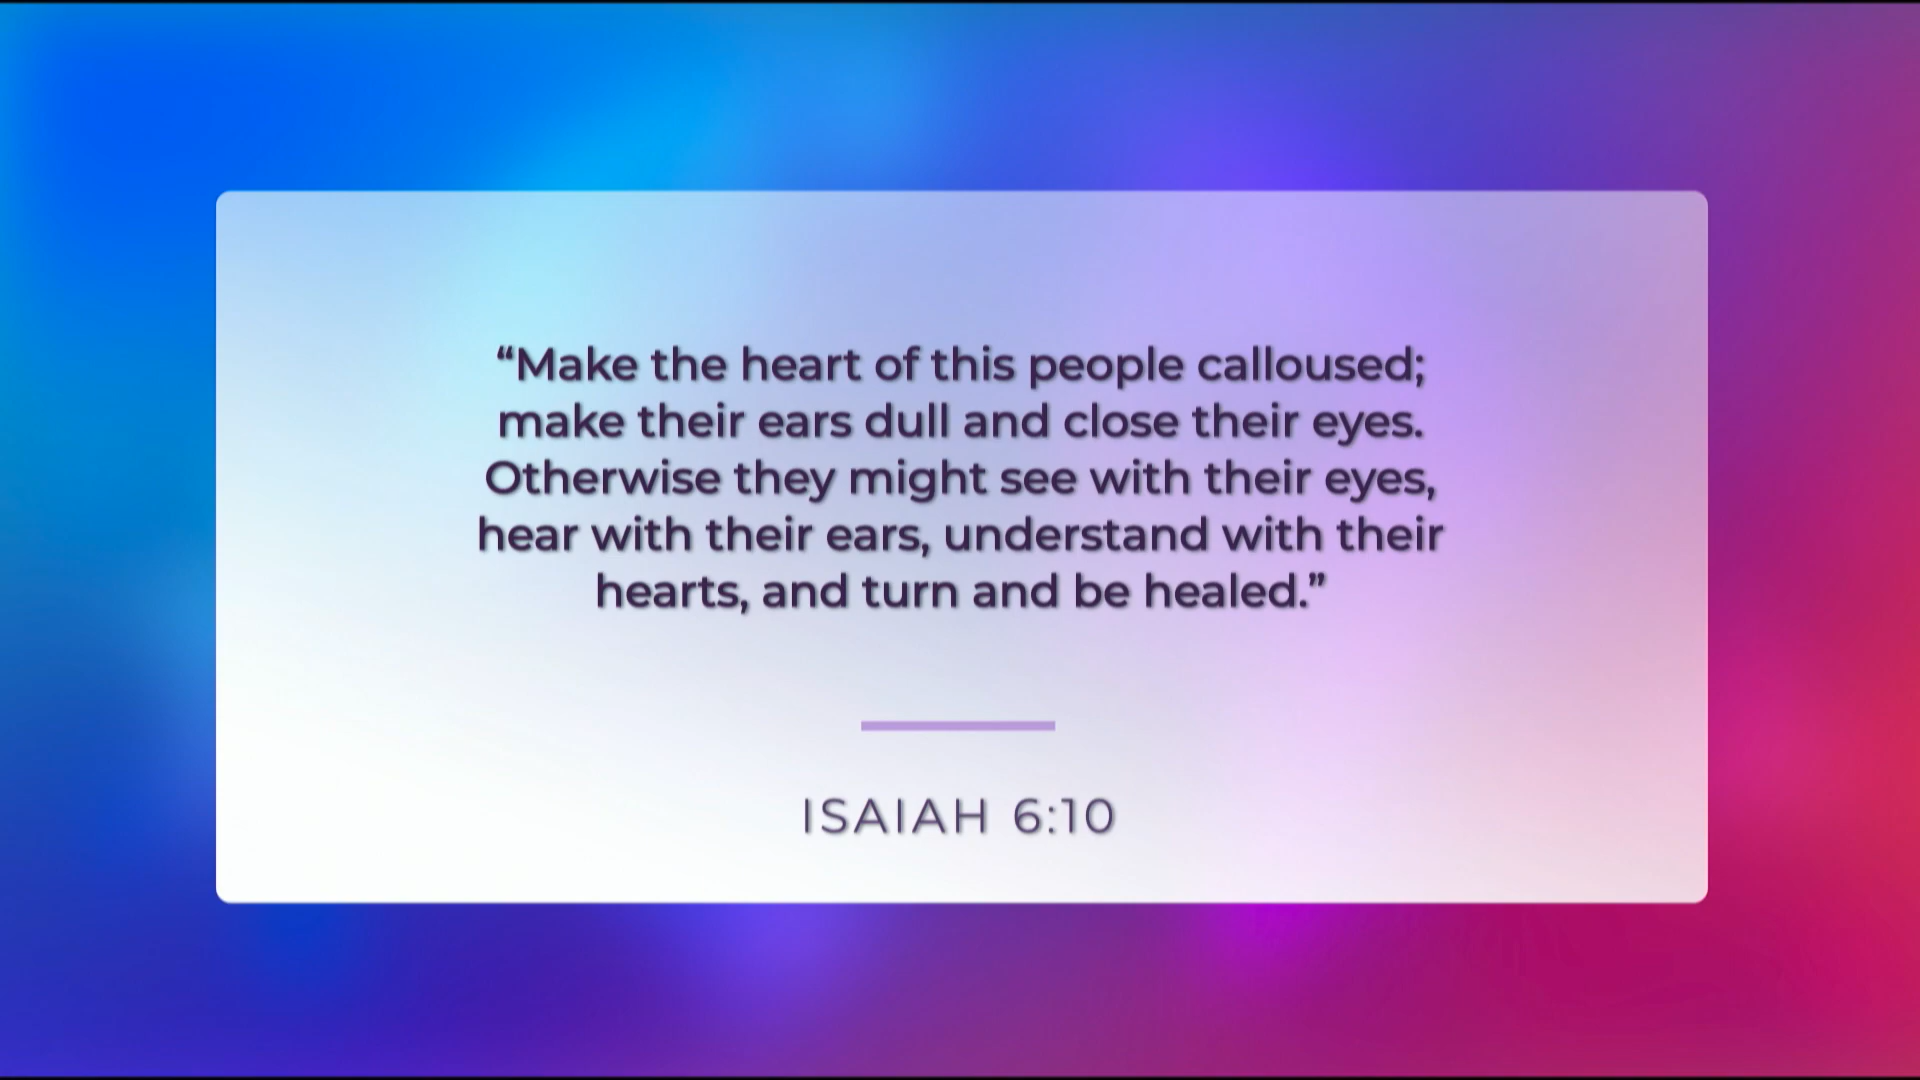 “Make the heart of this people calloused;
make their ears dull and close their eyes.
Otherwise they might see with their eyes,
hear with their ears, understand with their
hearts, and turn and be healed.”
ISAIAH 6:10